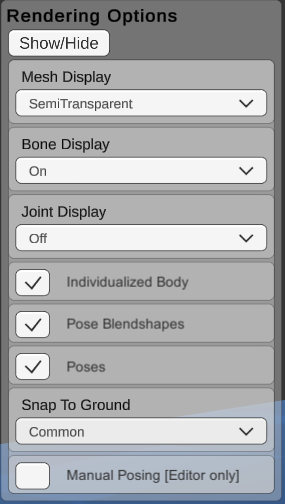 Rendering Options
Show/Hide
Mesh Display
SemiTransparent
Bone Display
On
Joint Display
Off
Individualized Body
Pose Blendshapes
Poses
Snap To Ground
Common
Manual Posing [Editor only]